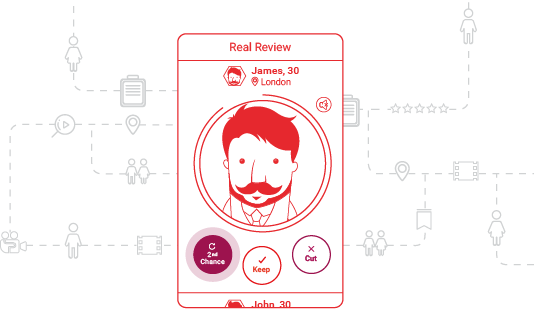 Real Review
James, 30
London
2nd
Chance
Keep
Cut
John, 30